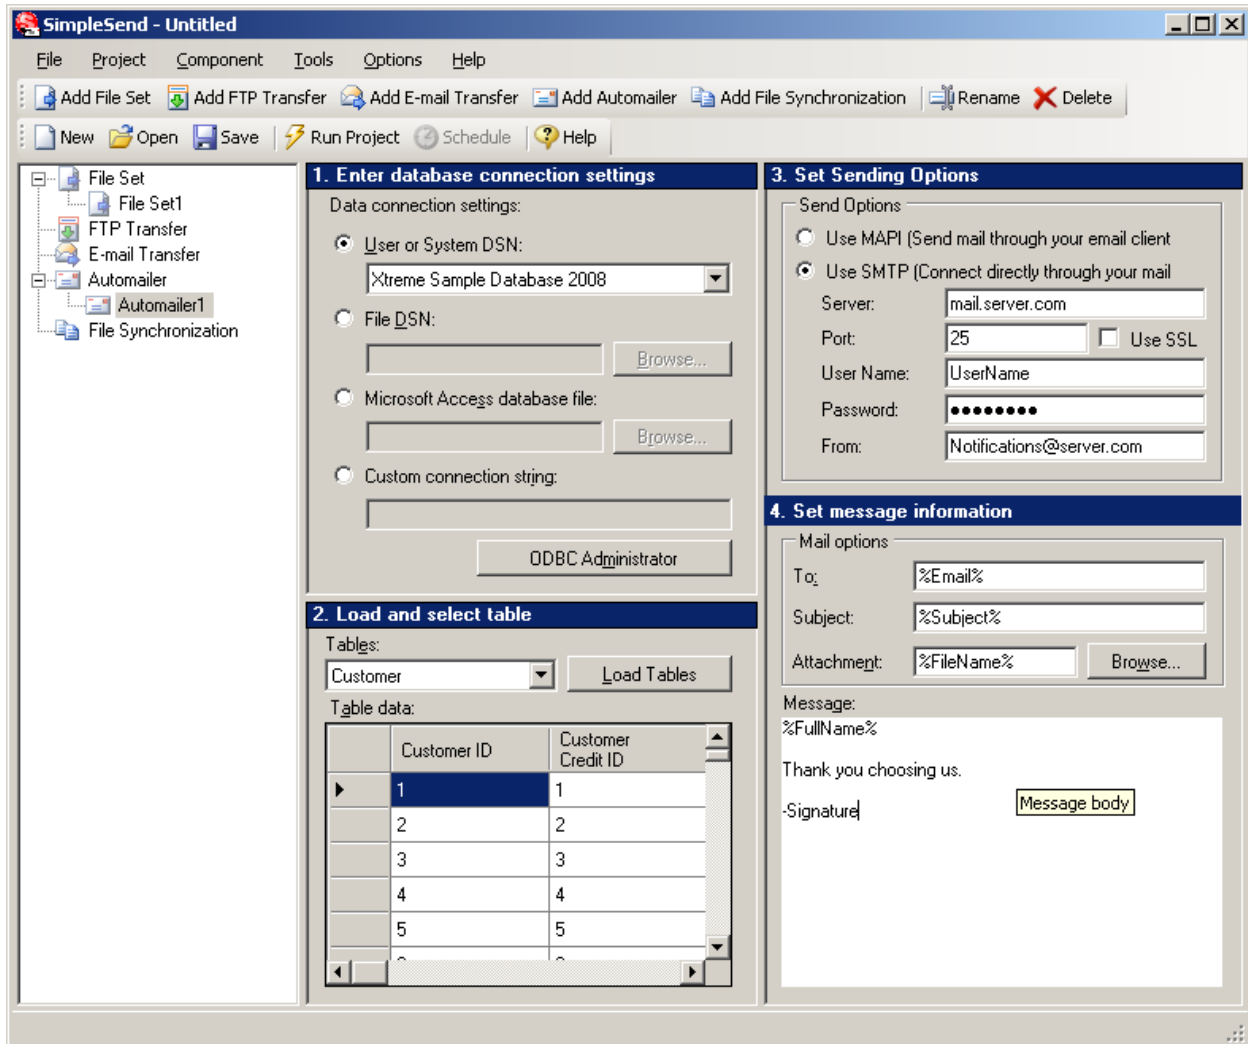 SimpleSend - Untitled
File Project Component Tools Options Help
Add File Set Add FTP Transfer Add E-mail Transfer Add Automailer Add File Synchronization Rename Delete
New Open Save Run Project Schedule Help
File Set
File Set1
FTP Transfer
E-mail Transfer
Automailer
Automailer1
File Synchronization
1. Enter database connection settings
Data connection settings:
User or System DSN:
Xtreme Sample Database 2008
File DSN:
Browse...
Microsoft Access database file:
Browse...
Custom connection string:
ODBC Administrator
2. Load and select table
Tables:
Customer Load Tables
Table data:
Customer ID Customer Credit ID
1 1
2 2
3 3
4 4
5 5
3. Set Sending Options
Send Options
Use MAPI (Send mail through your email client
Use SMTP (Connect directly through your mail
Server: mail.server.com
Port: 25 Use SSL
User Name: UserName
Password: ●●●●●●●●
From: Notifications@server.com
4. Set message information
Mail options
To: %Email%
Subject: %Subject%
Attachment: %FileName% Browse...
Message:
%FullName%
Thank you choosing us.
-Signature
Message body